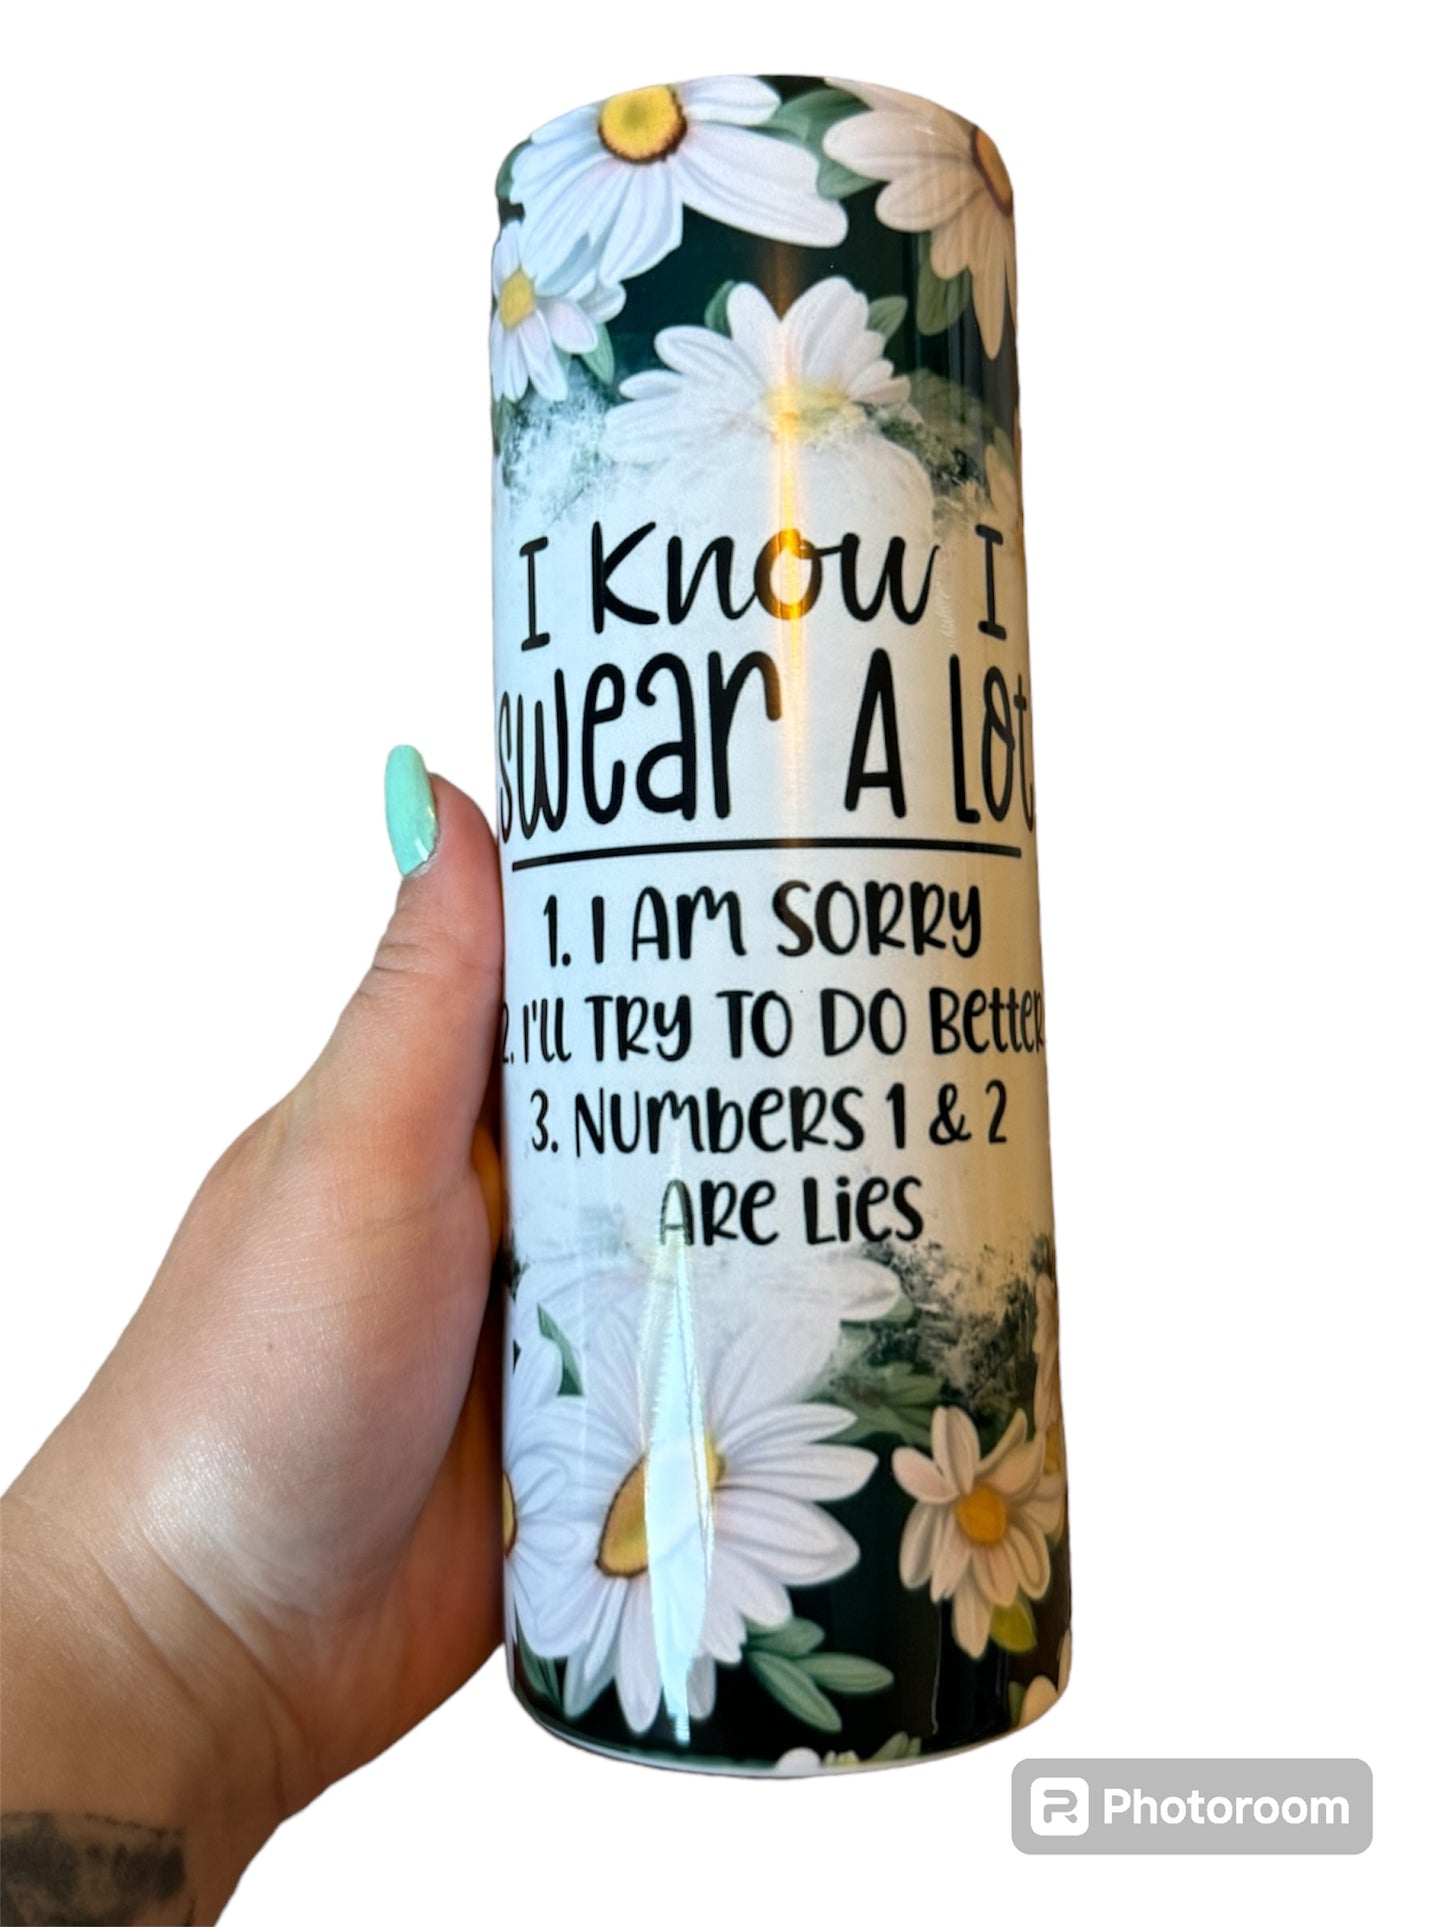 I Know I
swear A Lot
1. I AM SORRY
2. I'll TRY TO DO Better
3. Numbers 1 & 2
ARe Lies
Photoroom